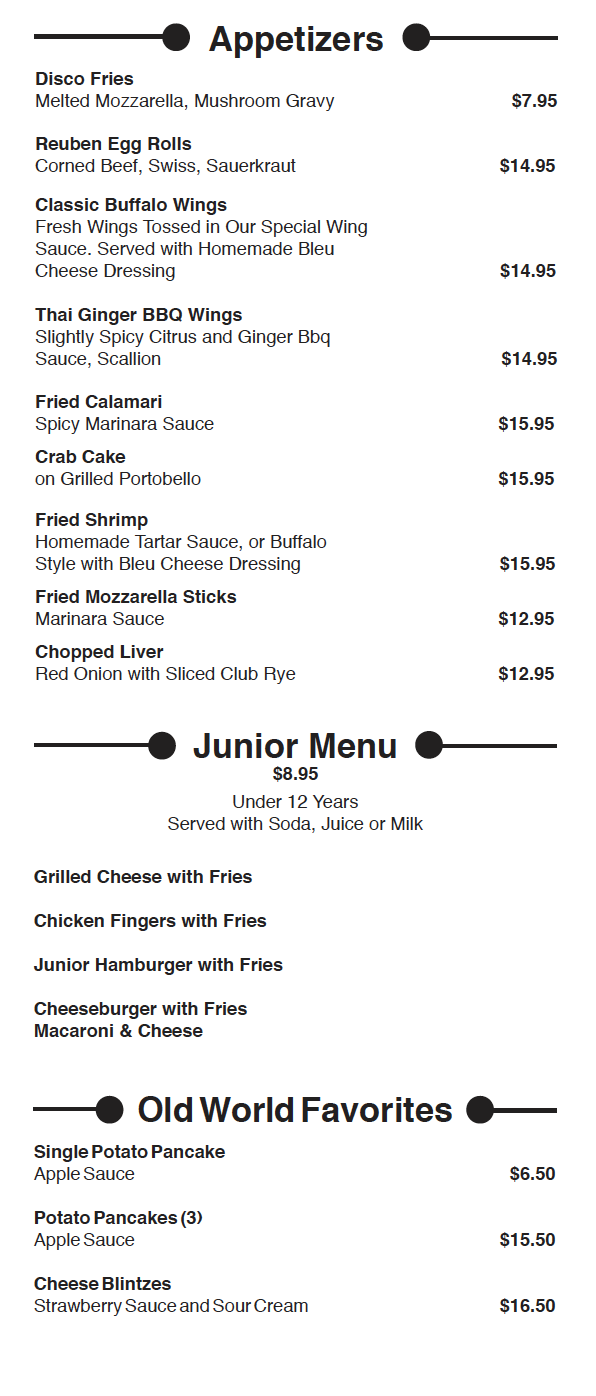 Appetizers
Disco Fries
Melted Mozzarella, Mushroom Gravy $7.95
Reuben Egg Rolls
Corned Beef, Swiss, Sauerkraut $14.95
Classic Buffalo Wings
Fresh Wings Tossed in Our Special Wing
Sauce. Served with Homemade Bleu
Cheese Dressing $14.95
Thai Ginger BBQ Wings
Slightly Spicy Citrus and Ginger Bbq
Sauce, Scallion $14.95
Fried Calamari
Spicy Marinara Sauce $15.95
Crab Cake
on Grilled Portobello $15.95
Fried Shrimp
Homemade Tartar Sauce, or Buffalo
Style with Bleu Cheese Dressing $15.95
Fried Mozzarella Sticks
Marinara Sauce $12.95
Chopped Liver
Red Onion with Sliced Club Rye $12.95
Junior Menu
$8.95
Under 12 Years
Served with Soda, Juice or Milk
Grilled Cheese with Fries
Chicken Fingers with Fries
Junior Hamburger with Fries
Cheeseburger with Fries
Macaroni & Cheese
Old World Favorites
Single Potato Pancake
Apple Sauce $6.50
Potato Pancakes (3)
Apple Sauce $15.50
Cheese Blintzes
Strawberry Sauce and Sour Cream $16.50